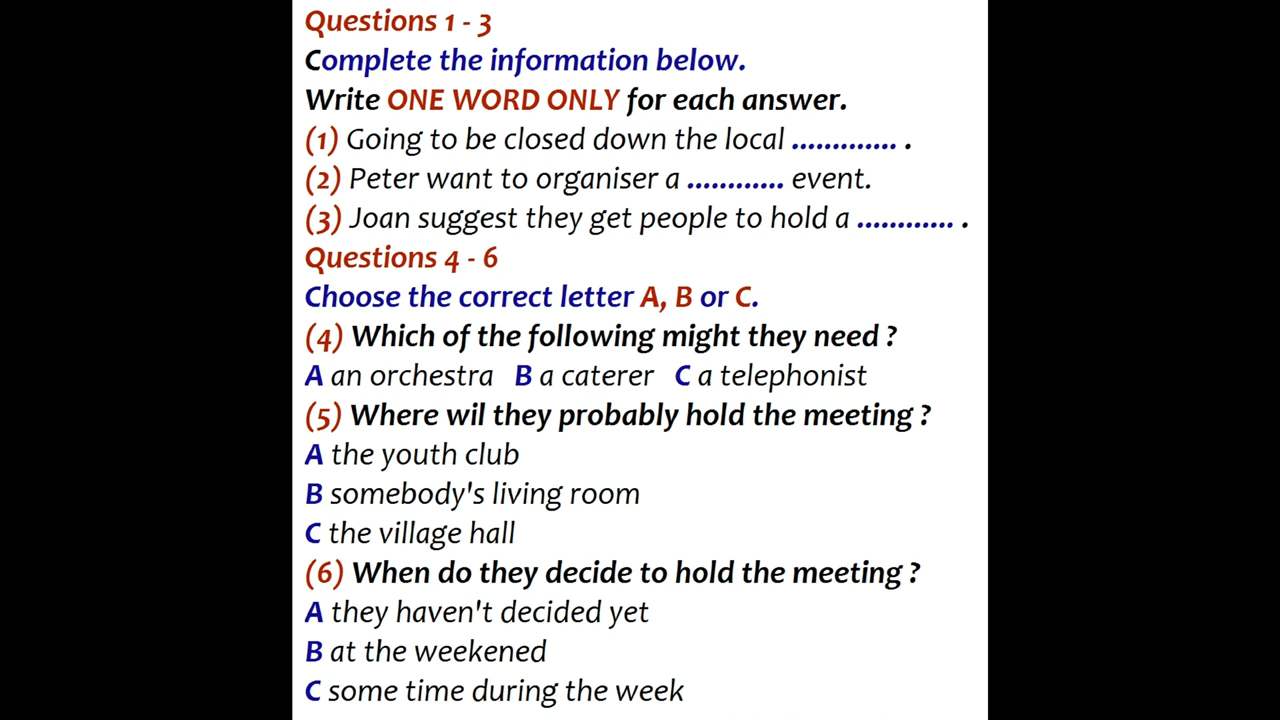 Questions 1 - 3
Complete the information below.
Write ONE WORD ONLY for each answer.
(1) Going to be closed down the local ............. .
(2) Peter want to organiser a ............ event.
(3) Joan suggest they get people to hold a ............ .
Questions 4 - 6
Choose the correct letter A, B or C.
(4) Which of the following might they need ?
A an orchestra B a caterer C a telephonist
(5) Where wil they probably hold the meeting ?
A the youth club
B somebody's living room
C the village hall
(6) When do they decide to hold the meeting ?
A they haven't decided yet
B at the weekened
C some time during the week